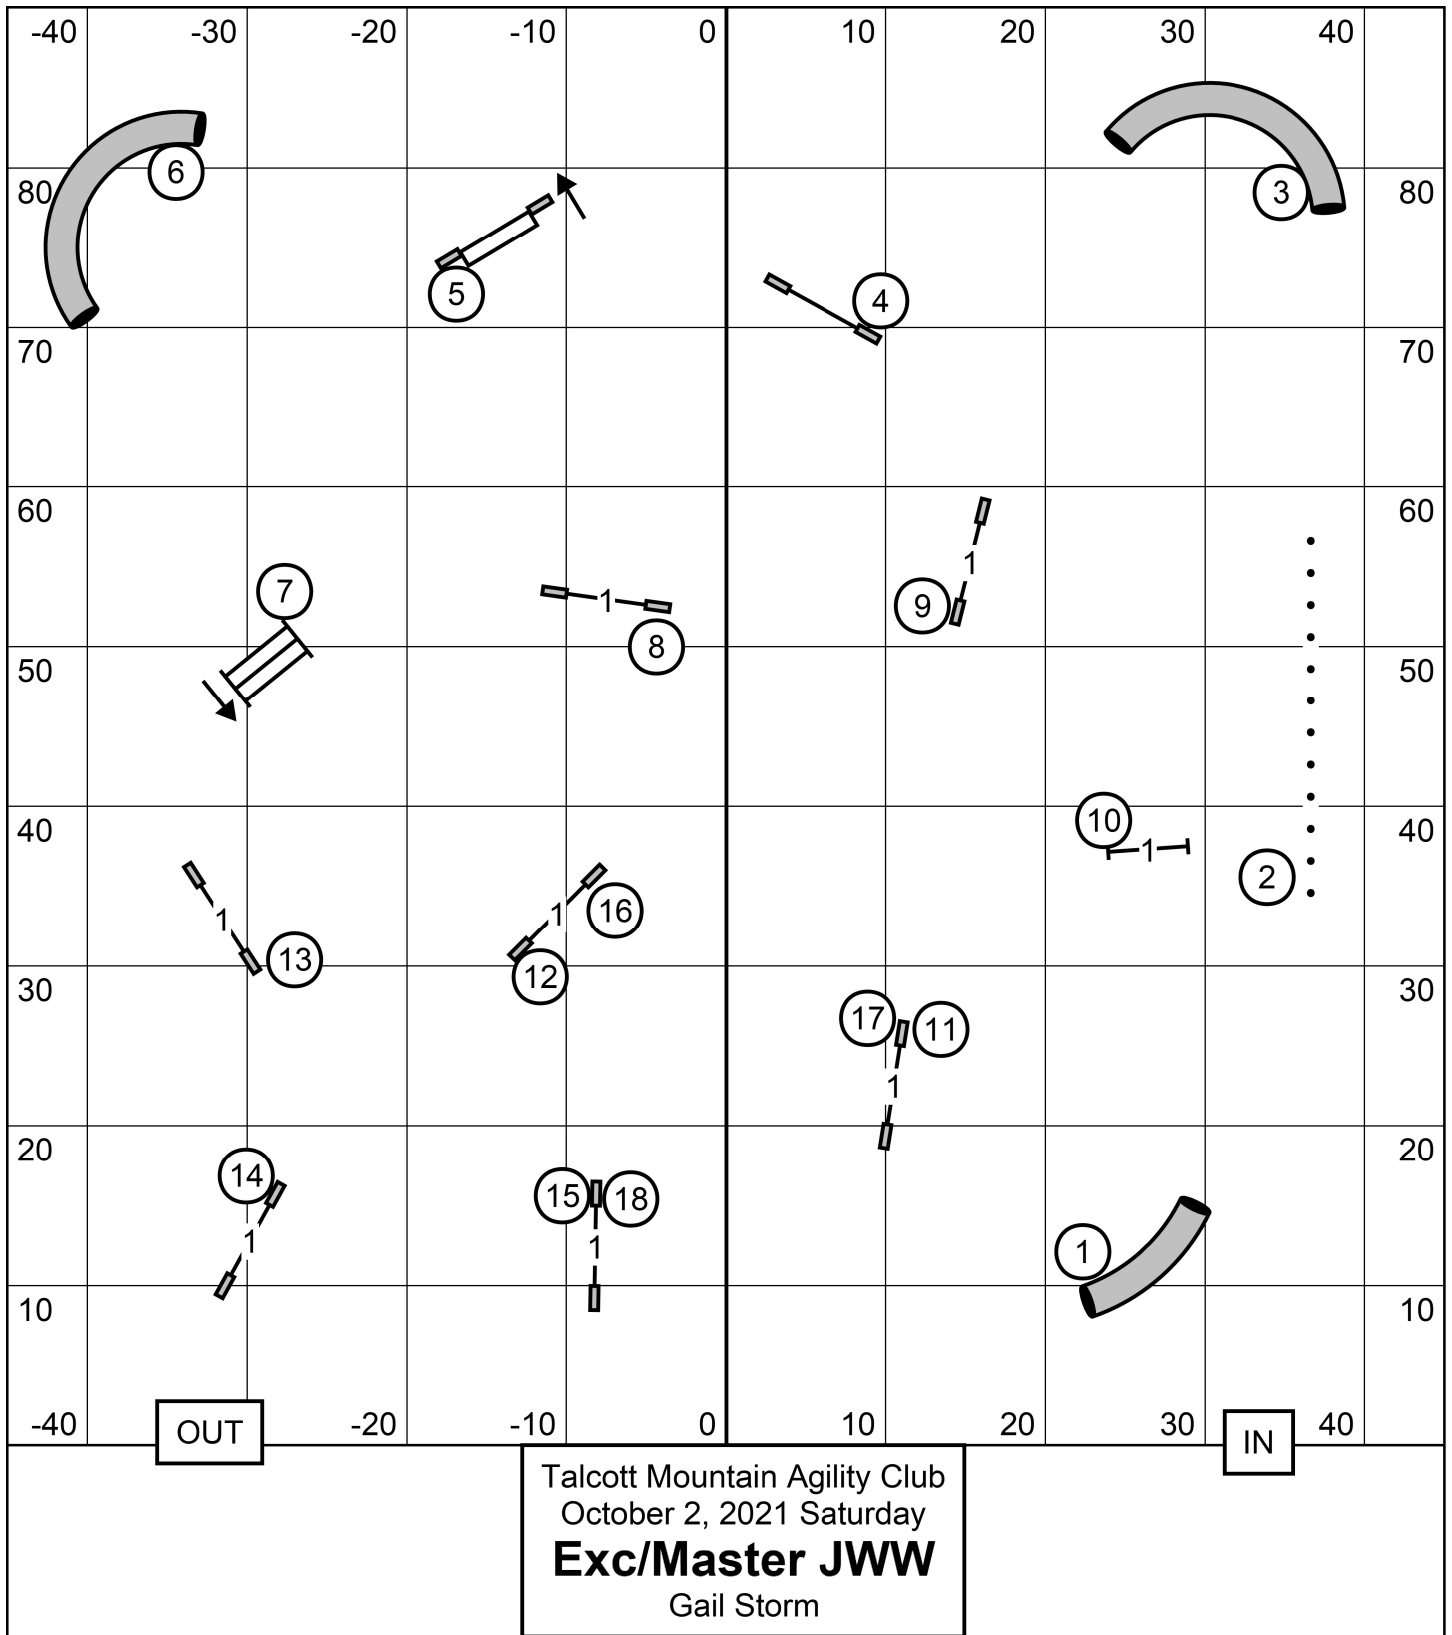 -40 -30 -20 -10 0 10 20 30 40
6
80 3 80
5 4
70 70
60 60
7 1
9
1 8
50 50
10
40 1 40
2
1 1 16
13 12
30 30
17 11
1
20 20
14 15 18
1 1 1
10 10
-40 OUT -20 -10 0 10 20 30 IN 40
Talcott Mountain Agility Club
October 2, 2021 Saturday
Exc/Master JWW
Gail Storm